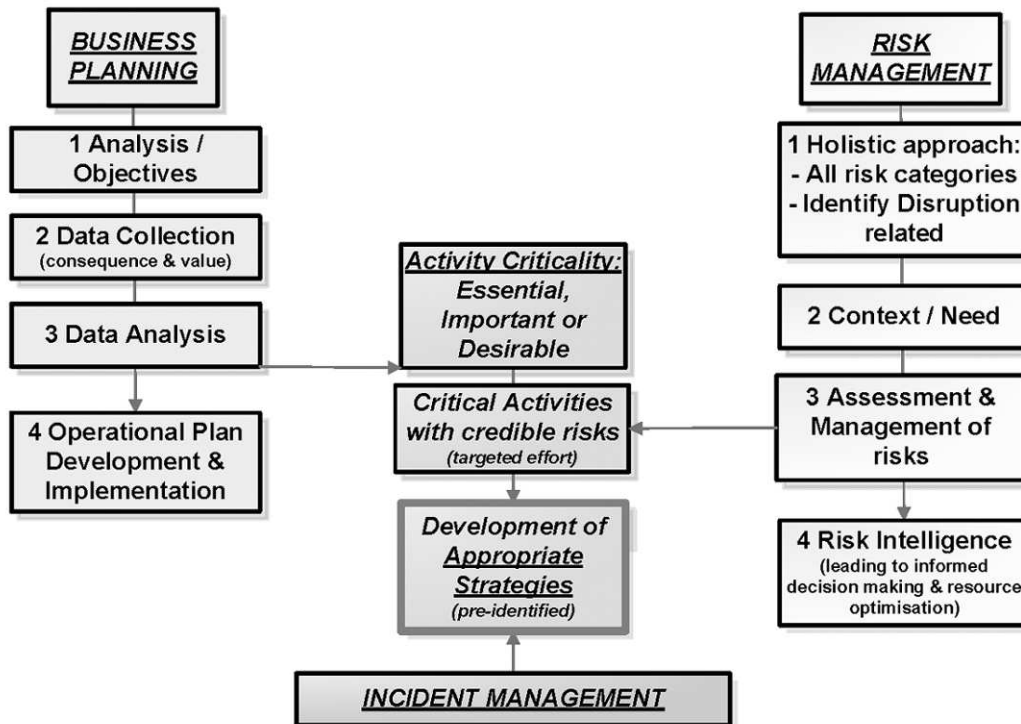 BUSINESS
PLANNING
1 Analysis /
Objectives
2 Data Collection
(consequence & value)
3 Data Analysis
4 Operational Plan
Development &
Implementation
Activity Criticality:
Essential,
Important or
Desirable
Critical Activities
with credible risks
(targeted effort)
Development of
Appropriate
Strategies
(pre-identified)
INCIDENT MANAGEMENT
RISK
MANAGEMENT
1 Holistic approach:
- All risk categories
- Identify Disruption
related
2 Context / Need
3 Assessment &
Management of
risks
4 Risk Intelligence
(leading to informed
decision making & resource
optimisation)